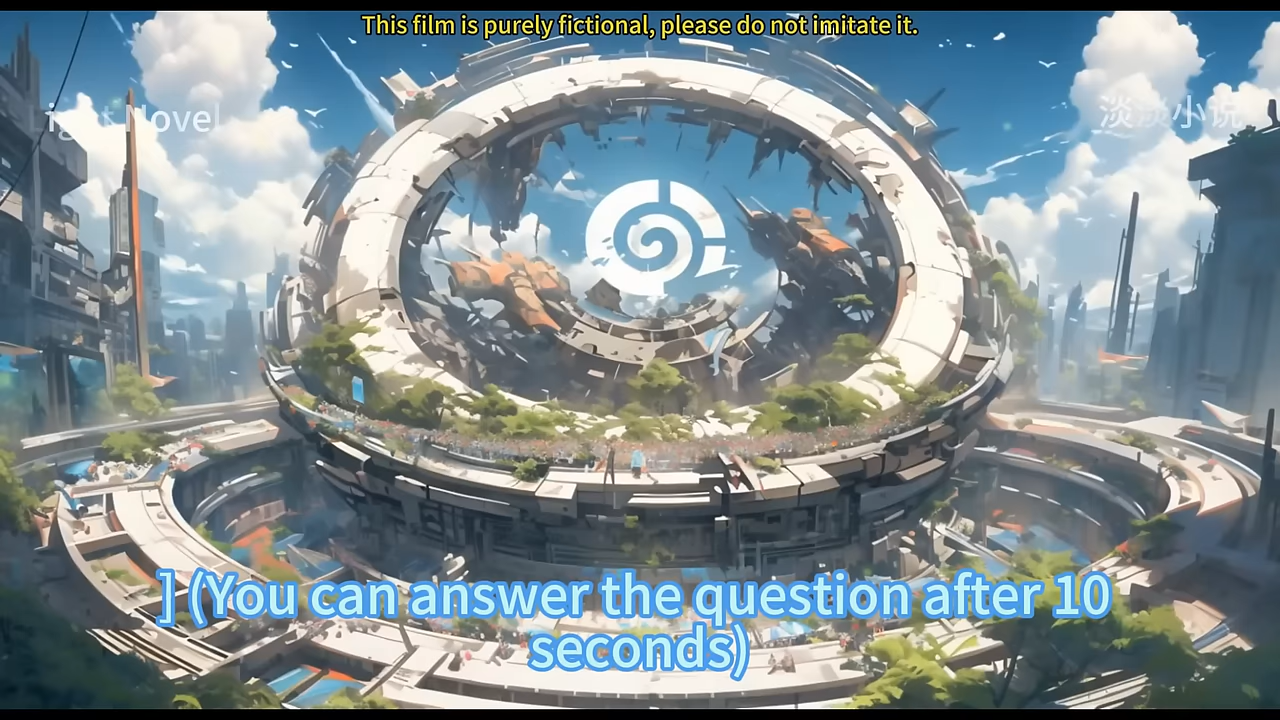 This film is purely fictional, please do not imitate it.
Novel
淡淡小说
] (You can answer the question after 10
seconds)